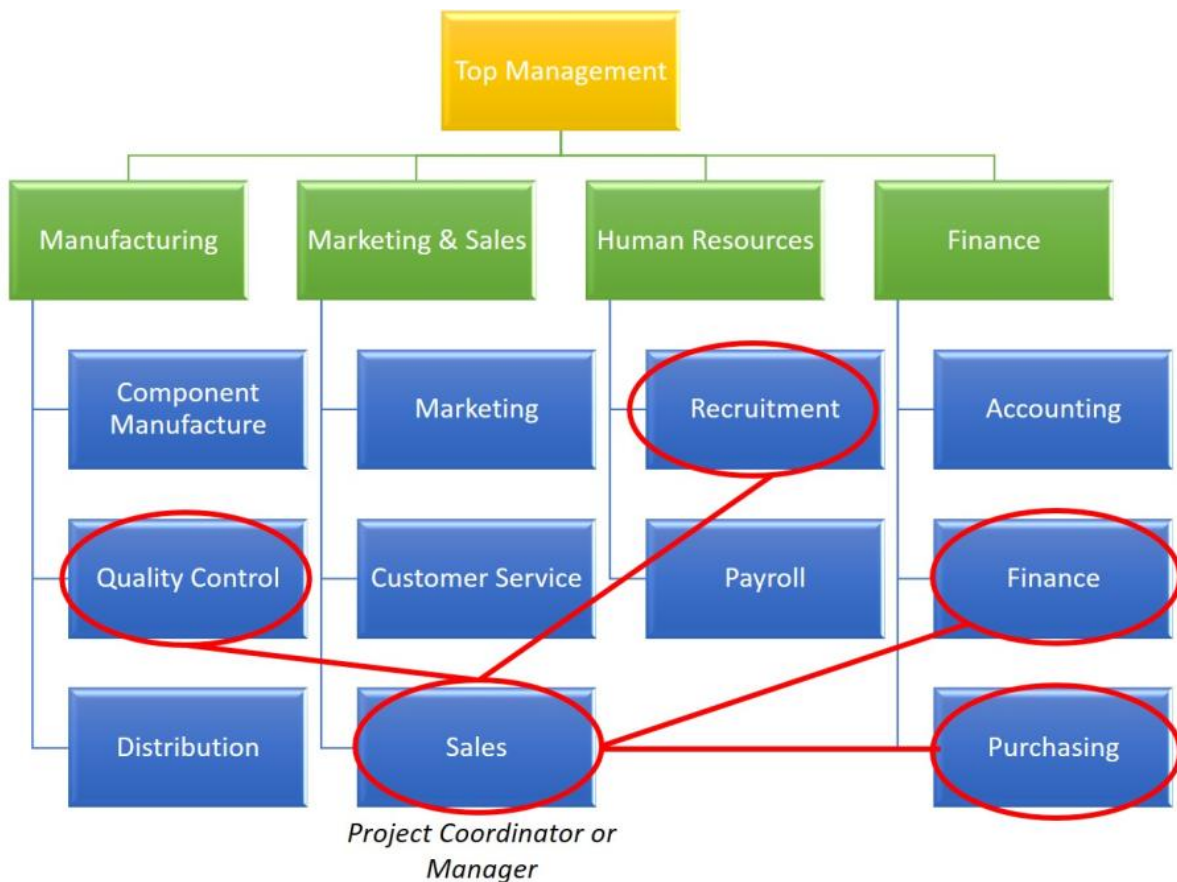 Top Management
Manufacturing
Marketing & Sales
Human Resources
Finance
Component
Manufacture
Marketing
Recruitment
Accounting
Quality Control
Customer Service
Payroll
Finance
Distribution
Sales
Purchasing
Project Coordinator or
Manager